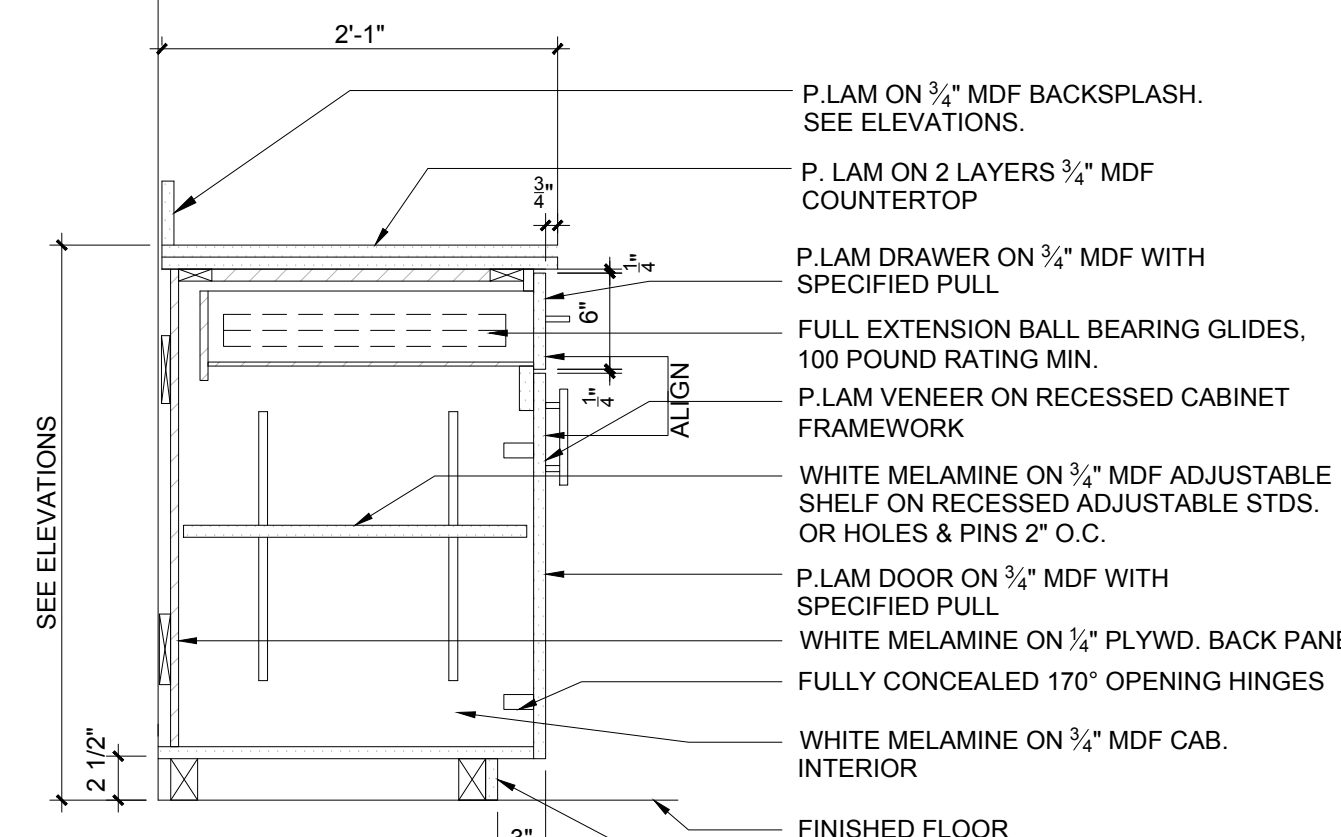 2'-1"
P.LAM ON ¾" MDF BACKSPLASH.
SEE ELEVATIONS.
P. LAM ON 2 LAYERS ¾" MDF
COUNTERTOP
¾"
P.LAM DRAWER ON ¾" MDF WITH
SPECIFIED PULL
¼"
6"
FULL EXTENSION BALL BEARING GLIDES,
100 POUND RATING MIN.
¼"
ALIGN
P.LAM VENEER ON RECESSED CABINET
FRAMEWORK
SEE ELEVATIONS
WHITE MELAMINE ON ¾" MDF ADJUSTABLE
SHELF ON RECESSED ADJUSTABLE STDS.
OR HOLES & PINS 2" O.C.
P.LAM DOOR ON ¾" MDF WITH
SPECIFIED PULL
WHITE MELAMINE ON ¼" PLYWD. BACK PANE
FULLY CONCEALED 170° OPENING HINGES
2 1/2"
WHITE MELAMINE ON ¾" MDF CAB.
INTERIOR
3"
FINISHED FLOOR